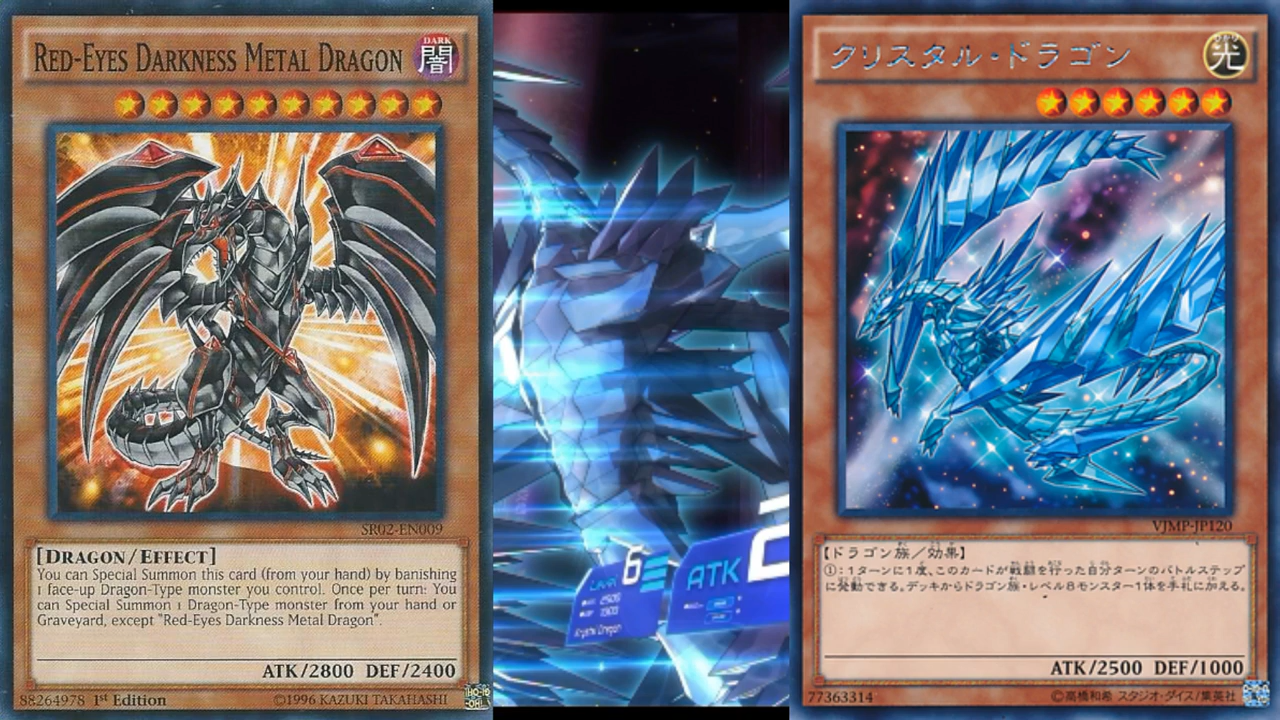 RED-EYES DARKNESS METAL DRAGON
DARK
闇
SR02-EN009
[DRAGON/EFFECT]
You can Special Summon this card (from your hand) by banishing
1 face-up Dragon-Type monster you control. Once per turn: You
can Special Summon 1 Dragon-Type monster from your hand or
Graveyard, except "Red-Eyes Darkness Metal Dragon".
ATK/2800 DEF/2400
88264978 1st Edition ©1996 KAZUKI TAKAHASHI
6
ATK 2
2500
Krystal Dragon
クリスタル・ドラゴン
光
VJMP-JP120
【ドラゴン族/効果】
①:1ターンに1度、このカードが戦闘を行った自分ターンのバトルステップ
に発動できる。デッキからドラゴン族・レベル8モンスター1体を手札に加える。
ATK/2500 DEF/1000
77363314 ©高橋和希 スタジオ・ダイス/集英社